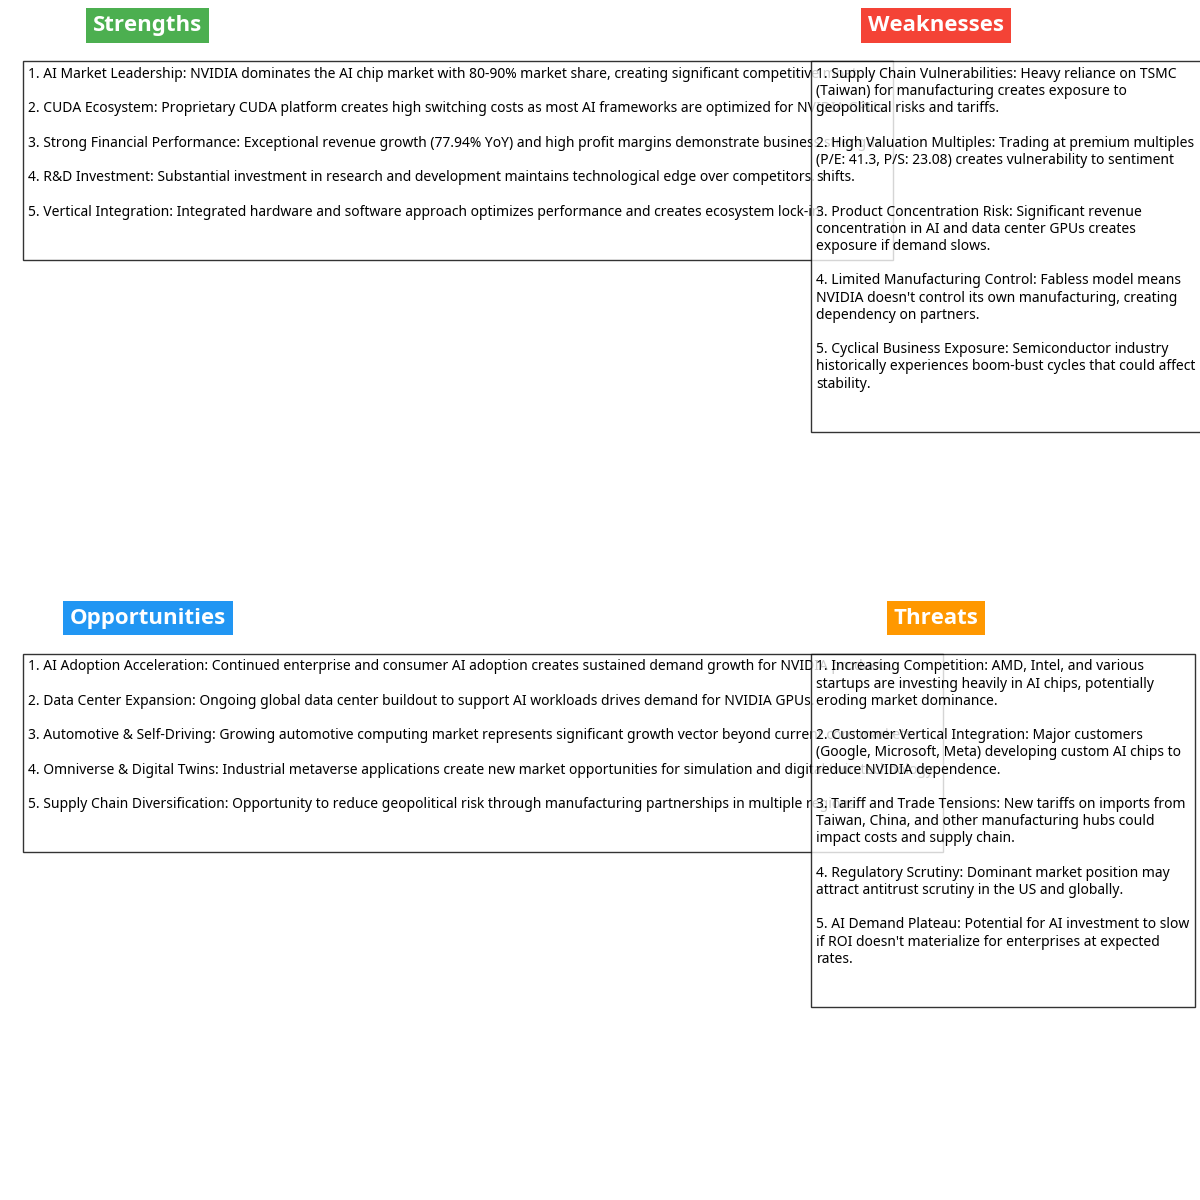 Strengths
1. AI Market Leadership: NVIDIA dominates the AI chip market with 80-90% market share, creating significant competitive
2. CUDA Ecosystem: Proprietary CUDA platform creates high switching costs as most AI frameworks are optimized for NVIDIA
3. Strong Financial Performance: Exceptional revenue growth (77.94% YoY) and high profit margins demonstrate business
4. R&D Investment: Substantial investment in research and development maintains technological edge over competitors.
5. Vertical Integration: Integrated hardware and software approach optimizes performance and creates ecosystem lock-in.
Weaknesses
1. Supply Chain Vulnerabilities: Heavy reliance on TSMC
(Taiwan) for manufacturing creates exposure to
geopolitical risks and tariffs.
2. High Valuation Multiples: Trading at premium multiples
(P/E: 41.3, P/S: 23.08) creates vulnerability to sentiment
shifts.
3. Product Concentration Risk: Significant revenue
concentration in AI and data center GPUs creates
exposure if demand slows.
4. Limited Manufacturing Control: Fabless model means
NVIDIA doesn't control its own manufacturing, creating
dependency on partners.
5. Cyclical Business Exposure: Semiconductor industry
historically experiences boom-bust cycles that could affect
stability.
Opportunities
1. AI Adoption Acceleration: Continued enterprise and consumer AI adoption creates sustained demand growth for NVIDIA
2. Data Center Expansion: Ongoing global data center buildout to support AI workloads drives demand for NVIDIA GPUs.
3. Automotive & Self-Driving: Growing automotive computing market represents significant growth vector beyond current
4. Omniverse & Digital Twins: Industrial metaverse applications create new market opportunities for simulation and digital
5. Supply Chain Diversification: Opportunity to reduce geopolitical risk through manufacturing partnerships in multiple regions.
Threats
1. Increasing Competition: AMD, Intel, and various
startups are investing heavily in AI chips, potentially
eroding market dominance.
2. Customer Vertical Integration: Major customers
(Google, Microsoft, Meta) developing custom AI chips to
reduce NVIDIA dependence.
3. Tariff and Trade Tensions: New tariffs on imports from
Taiwan, China, and other manufacturing hubs could
impact costs and supply chain.
4. Regulatory Scrutiny: Dominant market position may
attract antitrust scrutiny in the US and globally.
5. AI Demand Plateau: Potential for AI investment to slow
if ROI doesn't materialize for enterprises at expected
rates.